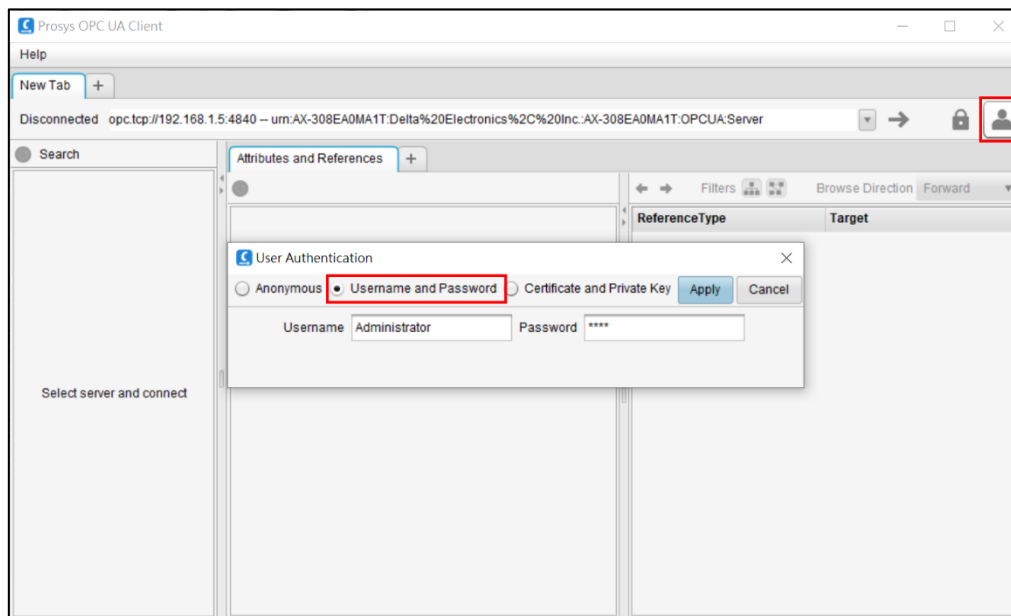 Prosys OPC UA Client
Help
New Tab +
Disconnected opc.tcp://192.168.1.5:4840 -- urn:AX-308EA0MA1T:Delta%20Electronics%2C%20Inc.:AX-308EA0MA1T:OPCUA:Server
Search
Attributes and References +
Filters Browse Direction Forward
ReferenceType Target
User Authentication
Anonymous Username and Password Certificate and Private Key Apply Cancel
Username Administrator Password ****
Select server and connect